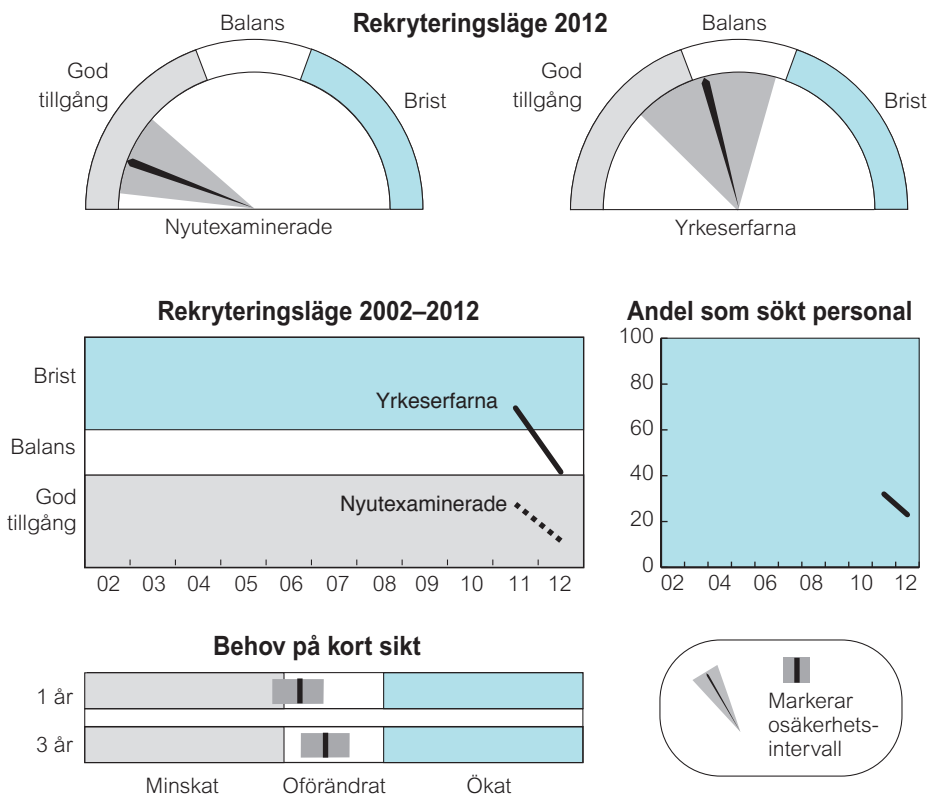 Rekryteringsläge 2012
Balans
God
tillgång
Brist
Nyutexaminerade
Balans
God
tillgång
Brist
Yrkeserfarna
Rekryteringsläge 2002–2012
Brist
Balans
God
tillgång
Yrkeserfarna
Nyutexaminerade
02 03 04 05 06 07 08 09 10 11 12
Andel som sökt personal
100
80
60
40
20
0
02 04 06 08 10 12
Behov på kort sikt
1 år
3 år
Minskat Oförändrat Ökat
Markerar
osäkerhets-
intervall